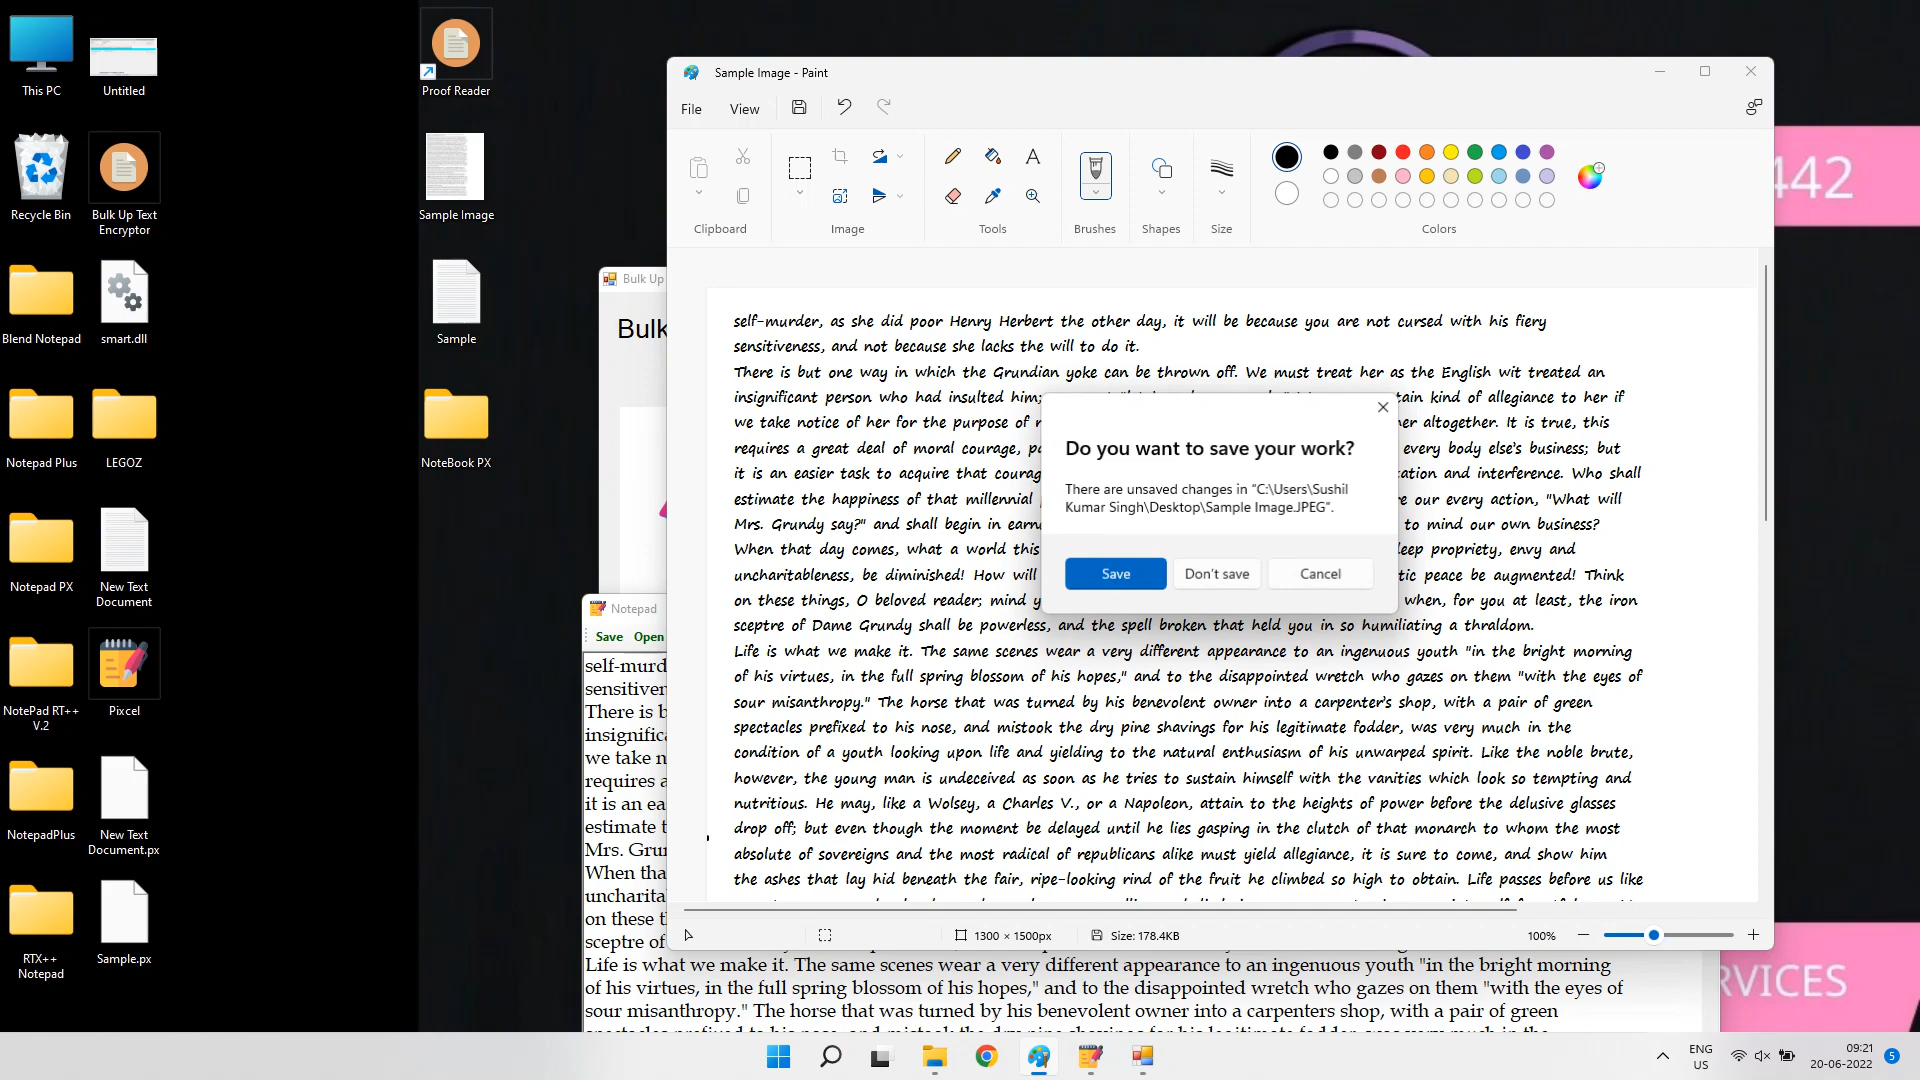 This PC
Untitled
Proof Reader
Recycle Bin
Bulk Up Text
Encryptor
Sample Image
Blend Notepad
smart.dll
Sample
Notepad Plus
LEGOZ
NoteBook PX
Notepad PX
New Text
Document
NotePad RT++
V.2
Pixcel
NotepadPlus
New Text
Document.px
RTX++
Notepad
Sample.px
442
RVICES
Bulk Up
Bulk
Sample Image - Paint
File
View
Clipboard
Image
Tools
Brushes
Shapes
Size
Colors
self-murder, as she did poor Henry Herbert the other day, it will be because you are not cursed with his fiery
sensitiveness, and not because she lacks the will to do it.
There is but one way in which the Grundian yoke can be thrown off. We must treat her as the English wit treated an
insignificant person who had insulted him; tain kind of allegiance to her if
we take notice of her for the purpose of her altogether. It is true, this
requires a great deal of moral courage, every body else's business; but
it is an easier task to acquire that courag ation and interference. Who shall
estimate the happiness of that millennial re our every action, "What will
Mrs. Grundy say?" and shall begin in earn to mind our own business?
When that day comes, what a world this eep propriety, envy and
uncharitableness, be diminished! How will tic peace be augmented! Think
on these things, O beloved reader; mind y when, for you at least, the iron
sceptre of Dame Grundy shall be powerless, and the spell broken that held you in so humiliating a thraldom.
Life is what we make it. The same scenes wear a very different appearance to an ingenuous youth "in the bright morning
of his virtues, in the full spring blossom of his hopes," and to the disappointed wretch who gazes on them "with the eyes of
sour misanthropy." The horse that was turned by his benevolent owner into a carpenter's shop, with a pair of green
spectacles prefixed to his nose, and mistook the dry pine shavings for his legitimate fodder, was very much in the
condition of a youth looking upon life and yielding to the natural enthusiasm of his unwarped spirit. Like the noble brute,
however, the young man is undeceived as soon as he tries to sustain himself with the vanities which look so tempting and
nutritious. He may, like a Wolsey, a Charles V., or a Napoleon, attain to the heights of power before the delusive glasses
drop off; but even though the moment be delayed until he lies gasping in the clutch of that monarch to whom the most
absolute of sovereigns and the most radical of republicans alike must yield allegiance, it is sure to come, and show him
the ashes that lay hid beneath the fair, ripe-looking rind of the fruit he climbed so high to obtain. Life passes before us like
Do you want to save your work?
There are unsaved changes in "C:\Users\Sushil
Kumar Singh\Desktop\Sample Image.JPEG".
Save
Don't save
Cancel
1300 × 1500px
Size: 178.4KB
100%
Notepad
Save Open
self-murd
sensitiven
There is b
insignifica
we take n
requires a
it is an ea
estimate t
Mrs. Grun
When tha
uncharital
on these t
sceptre of
Life is what we make it. The same scenes wear a very different appearance to an ingenuous youth "in the bright morning
of his virtues, in the full spring blossom of his hopes," and to the disappointed wretch who gazes on them "with the eyes of
sour misanthropy." The horse that was turned by his benevolent owner into a carpenters shop, with a pair of green
ENG
US
09:21
20-06-2022
5